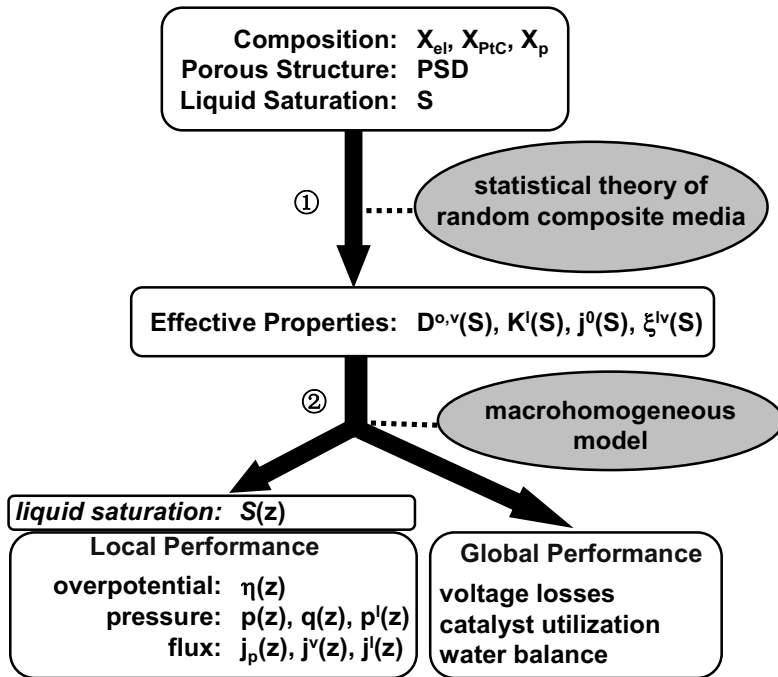 Composition: X_el, X_PtC, X_p
Porous Structure: PSD
Liquid Saturation: S
①
statistical theory of
random composite media
Effective Properties: D^o,v(S), K^l(S), j^0(S), ξ^lv(S)
②
macrohomogeneous
model
liquid saturation: S(z)
Local Performance
overpotential: η(z)
pressure: p(z), q(z), p^l(z)
flux: j_p(z), j^v(z), j^l(z)
Global Performance
voltage losses
catalyst utilization
water balance